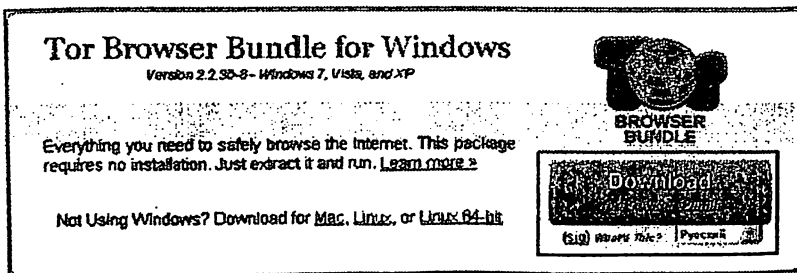 Tor Browser Bundle for Windows
Version 2.2.35-8 - Windows 7, Vista, and XP
BROWSER
BUNDLE
Everything you need to safely browse the Internet. This package
requires no installation. Just extract it and run. Learn more »
Download
Not Using Windows? Download for Mac, Linux, or Linux 64-bit
(sig) What's This? Русский